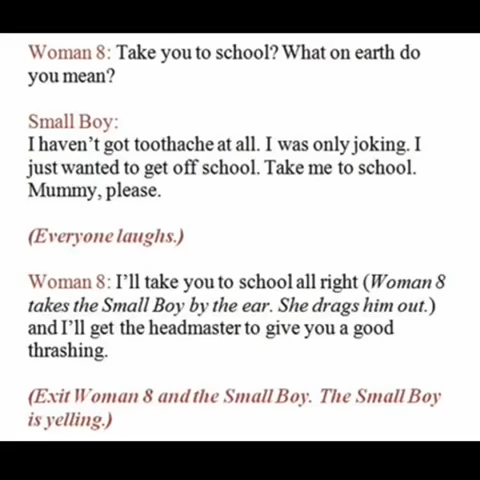 Woman 8: Take you to school? What on earth do
you mean?
Small Boy:
I haven't got toothache at all. I was only joking. I
just wanted to get off school. Take me to school.
Mummy, please.
(Everyone laughs.)
Woman 8: I'll take you to school all right (Woman 8
takes the Small Boy by the ear. She drags him out.)
and I'll get the headmaster to give you a good
thrashing.
(Exit Woman 8 and the Small Boy. The Small Boy
is yelling.)